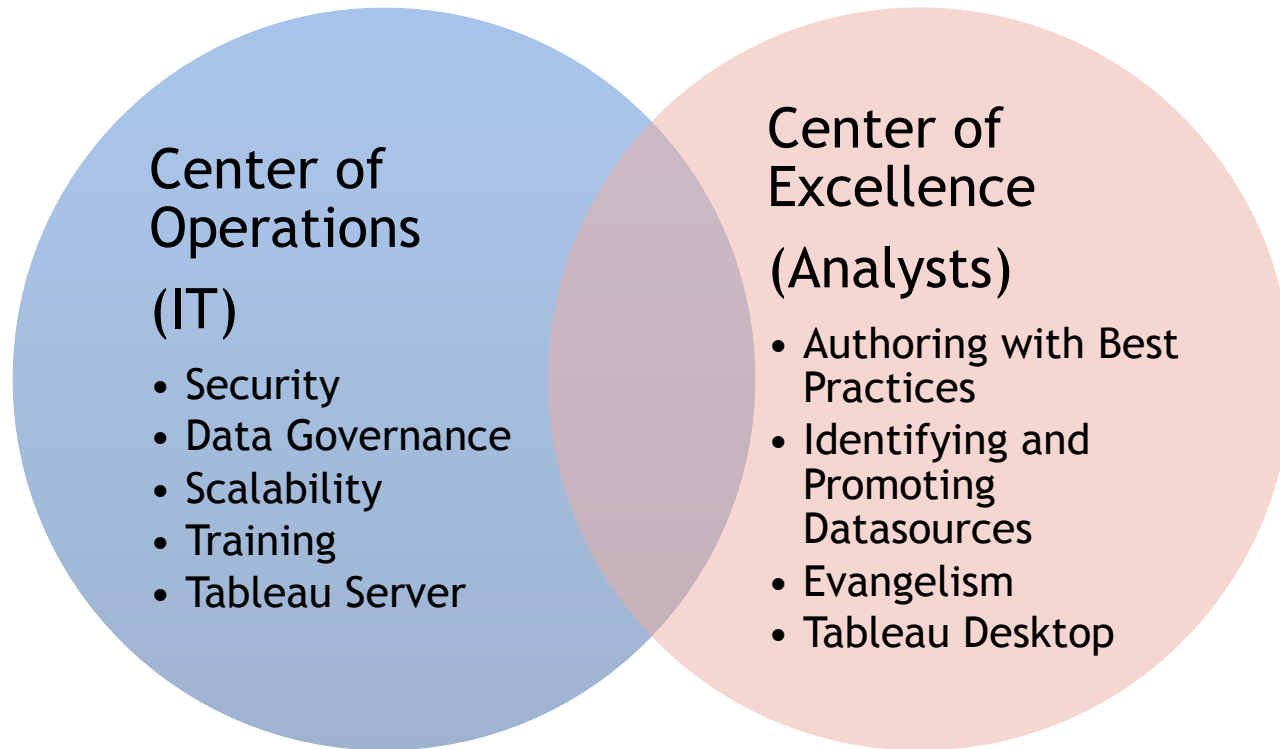 Center of
Operations
(IT)
• Security
• Data Governance
• Scalability
• Training
• Tableau Server
Center of
Excellence
(Analysts)
• Authoring with Best
Practices
• Identifying and
Promoting
Datasources
• Evangelism
• Tableau Desktop